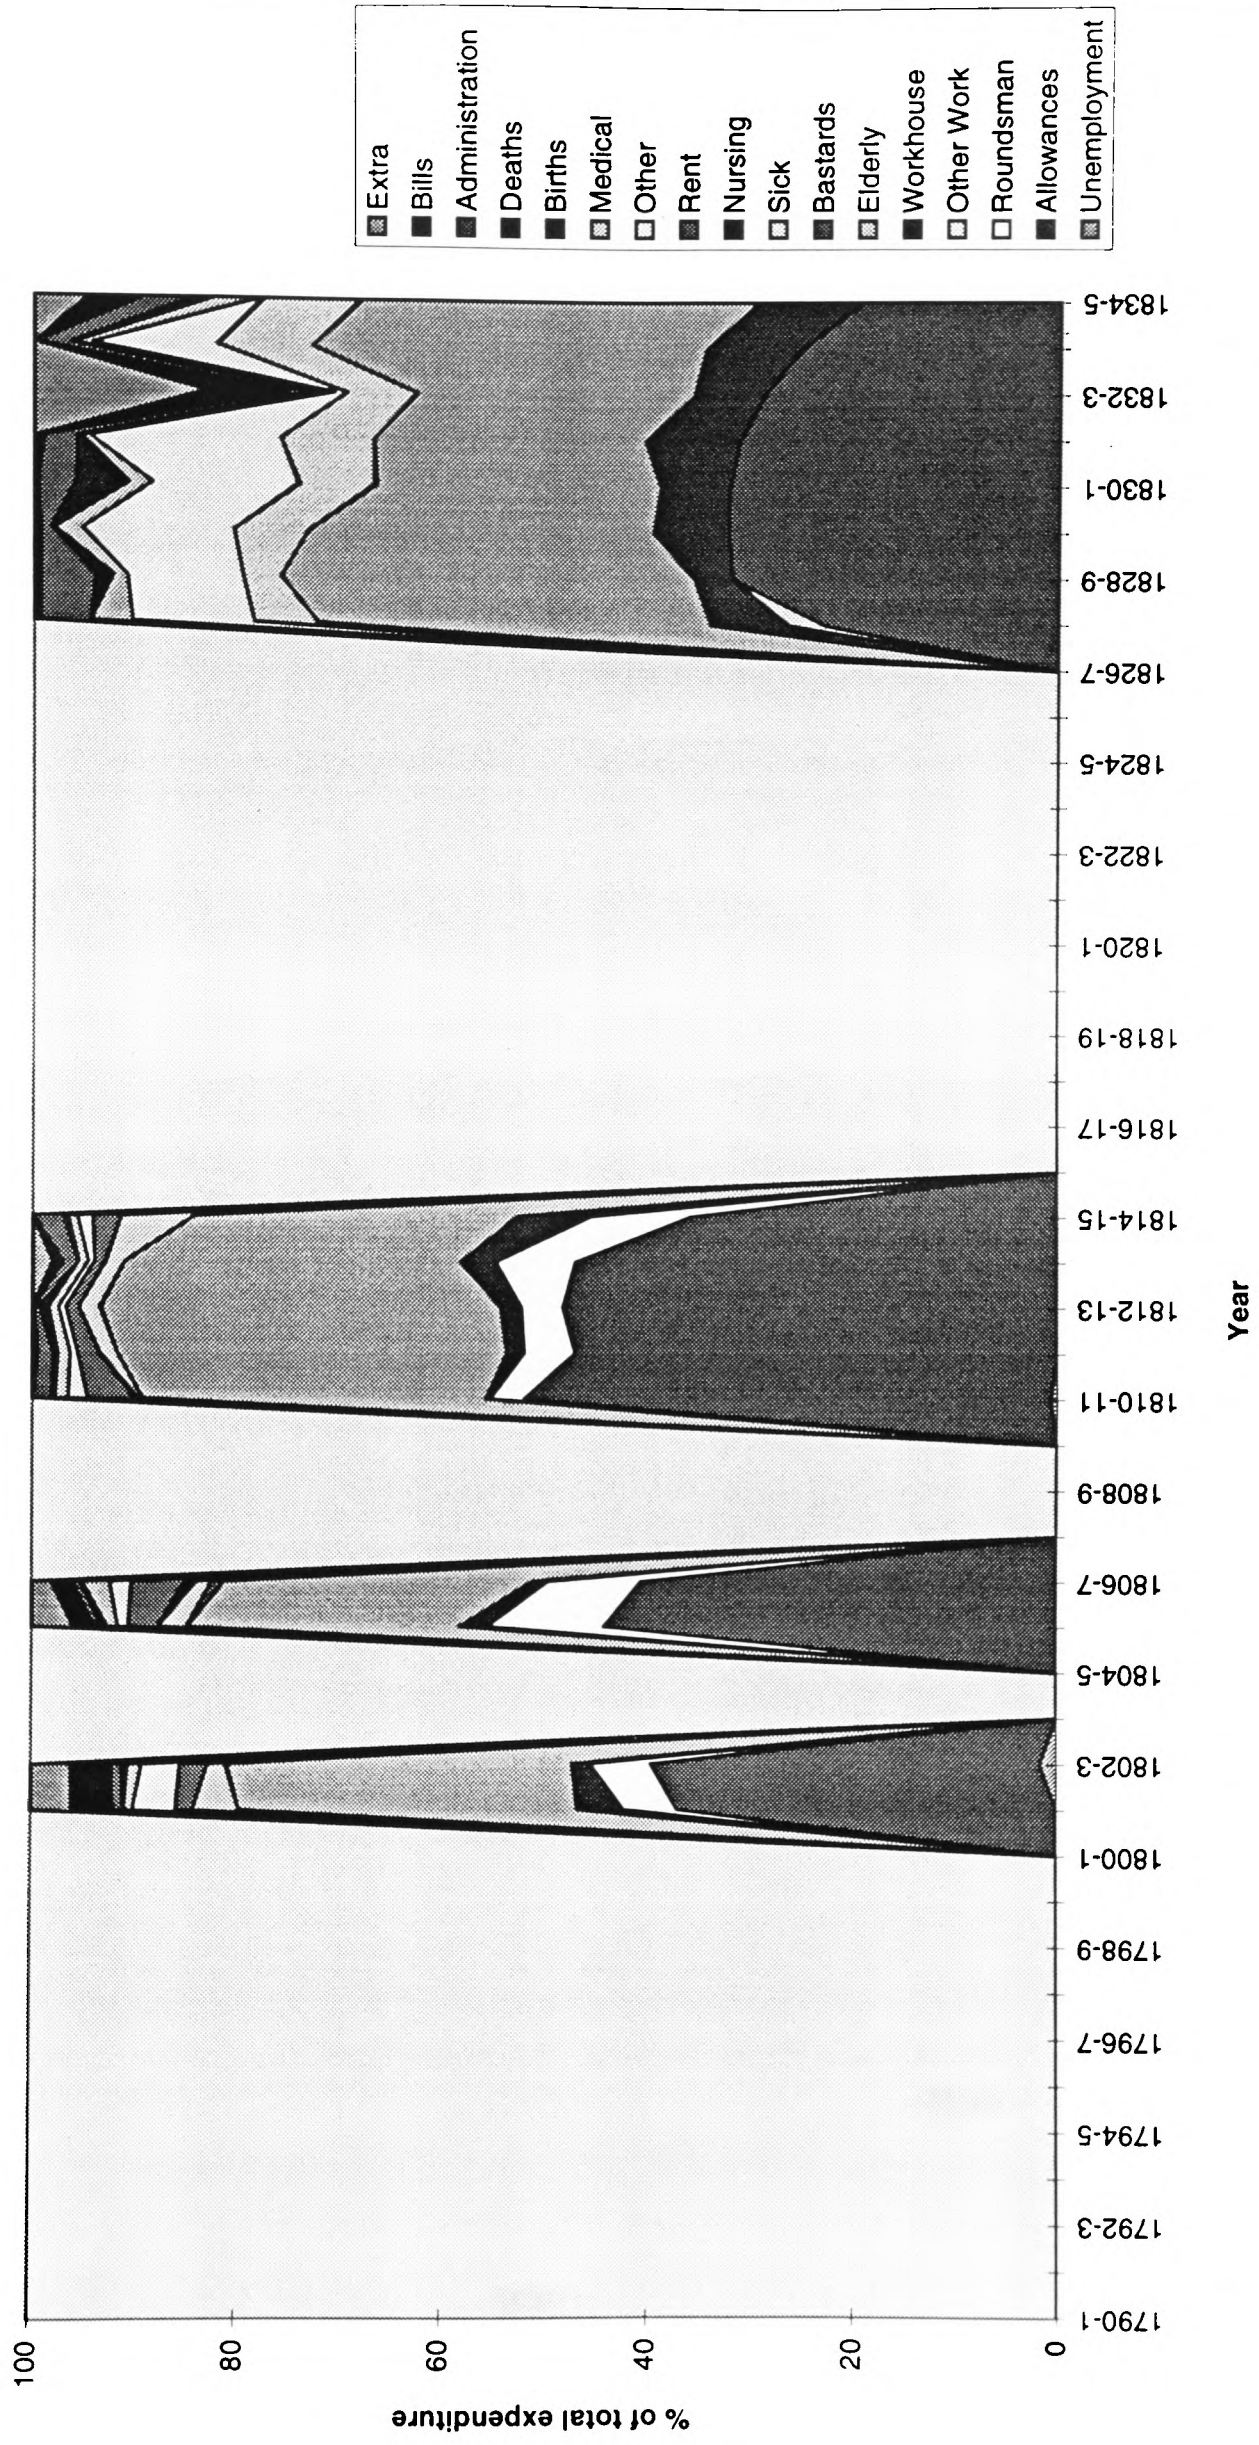 % of total expenditure
100
80
60
40
20
0
1790-1
1792-3
1794-5
1796-7
1798-9
1800-1
1802-3
1804-5
1806-7
1808-9
1810-11
1812-13
1814-15
1816-17
1818-19
1820-1
1822-3
1824-5
1826-7
1828-9
1830-1
1832-3
1834-5
Year
Extra
Bills
Administration
Deaths
Births
Medical
Other
Rent
Nursing
Sick
Bastards
Elderly
Workhouse
Other Work
Roundsman
Allowances
Unemployment